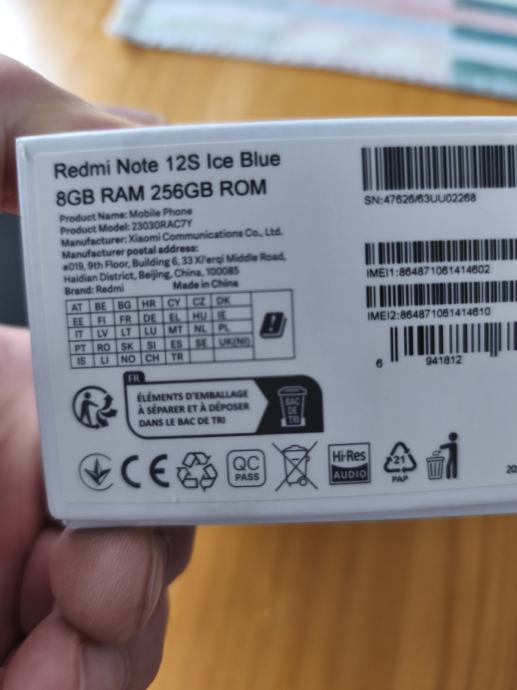 Redmi Note 12S Ice Blue
8GB RAM 256GB ROM
Product Name: Mobile Phone
Product Model: 23030RAC7Y
Manufacturer: Xiaomi Communications Co., Ltd.
Manufacturer postal address:
#019, 9th Floor, Building 6, 33 Xi'erqi Middle Road,
Haidian District, Beijing, China, 100085
Brand: Redmi Made in China
AT BE BG HR CY CZ DK
EE FI FR DE EL HU IE
IT LV LT LU MT NL PL
PT RO SK SI ES SE UK(NI)
IS LI NO CH TR
SN:47626/63UU02268
IMEI1:864871061414602
IMEI2:864871061414610
6 941812
FR
ÉLÉMENTS D'EMBALLAGE
À SÉPARER ET À DÉPOSER
DANS LE BAC DE TRI
BAC
DE
TRI
CE
QC
PASS
Hi-Res
AUDIO
21
PAP